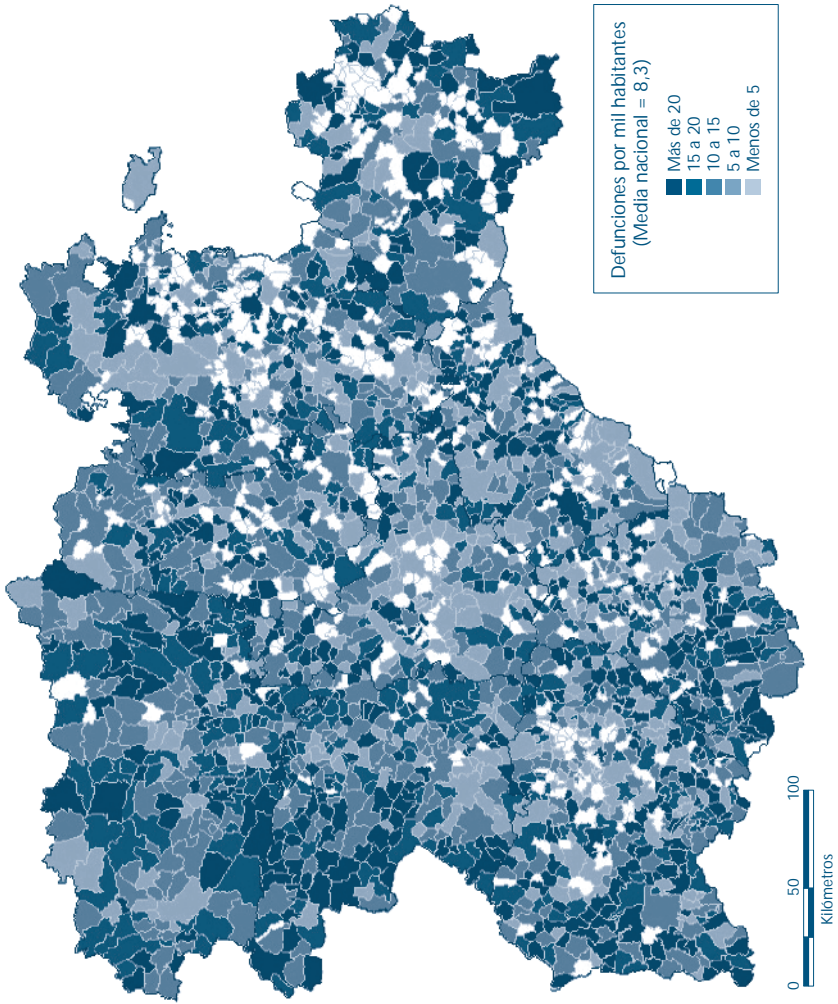 Defunciones por mil habitantes
(Media nacional = 8,3)
Más de 20
15 a 20
10 a 15
5 a 10
Menos de 5
0
50
100
Kilómetros